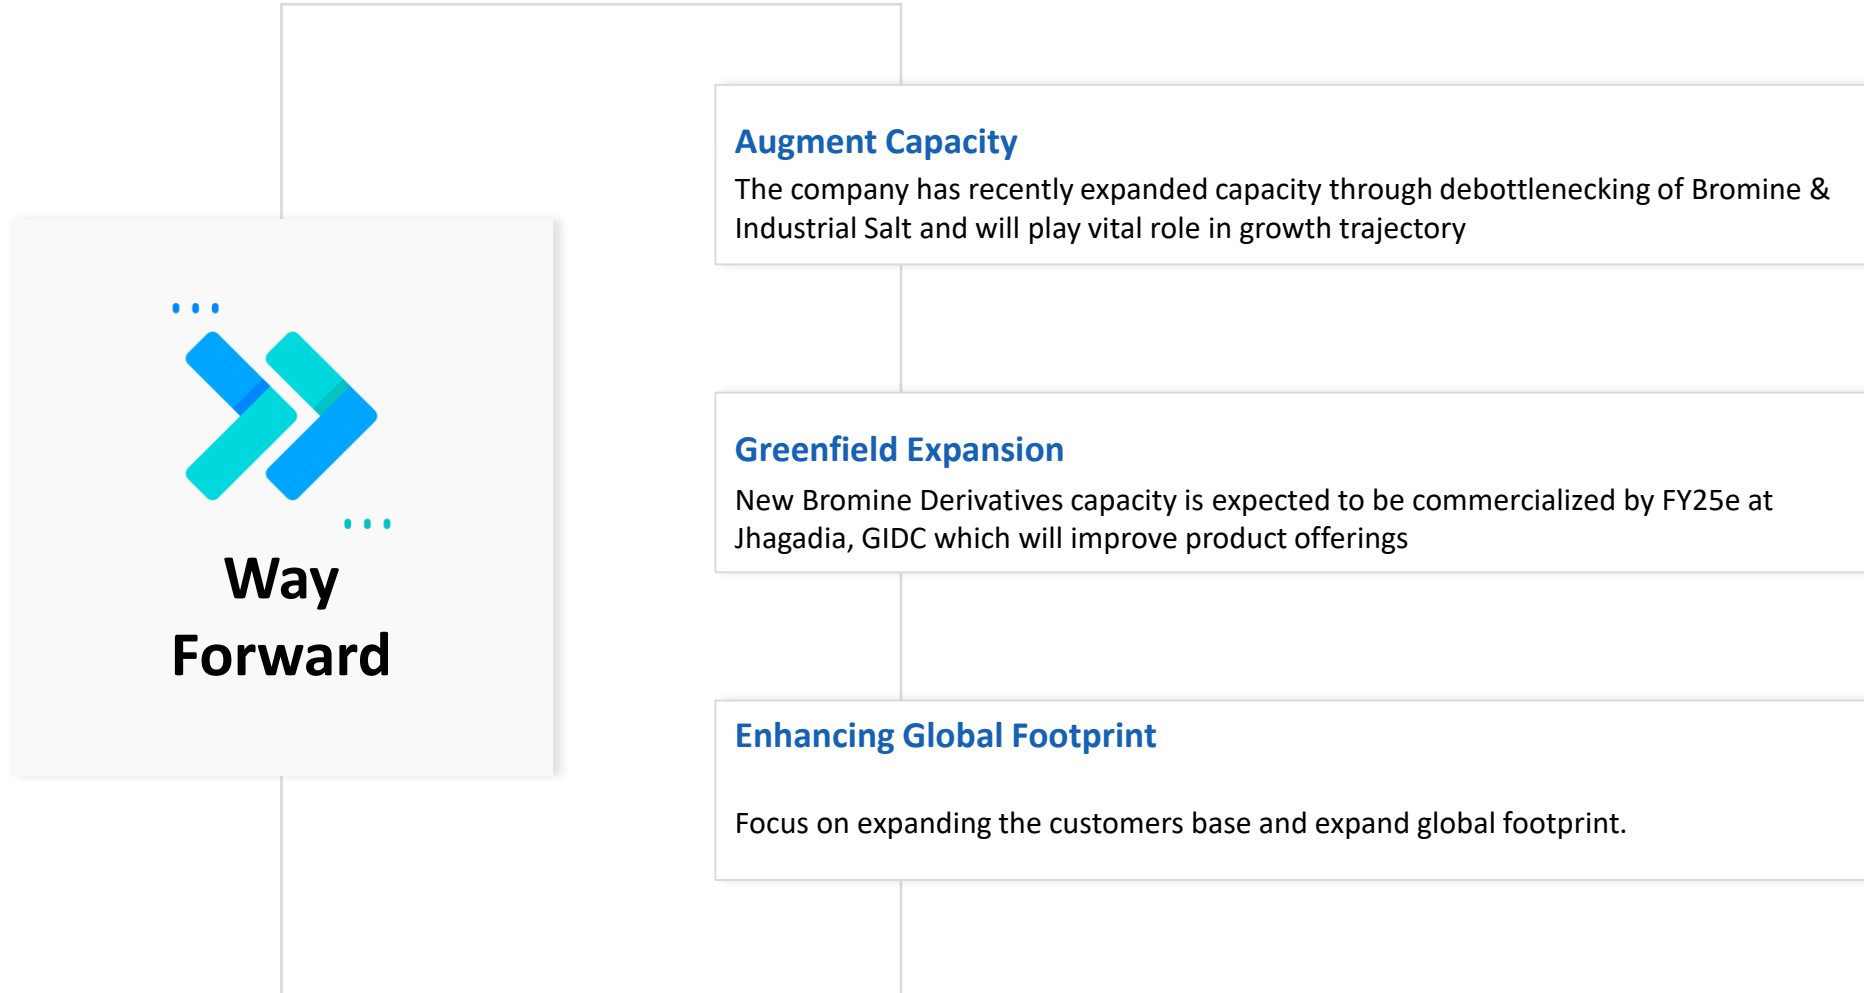 Way
Forward
Augment Capacity
The company has recently expanded capacity through debottlenecking of Bromine &
Industrial Salt and will play vital role in growth trajectory
Greenfield Expansion
New Bromine Derivatives capacity is expected to be commercialized by FY25e at
Jhagadia, GIDC which will improve product offerings
Enhancing Global Footprint
Focus on expanding the customers base and expand global footprint.